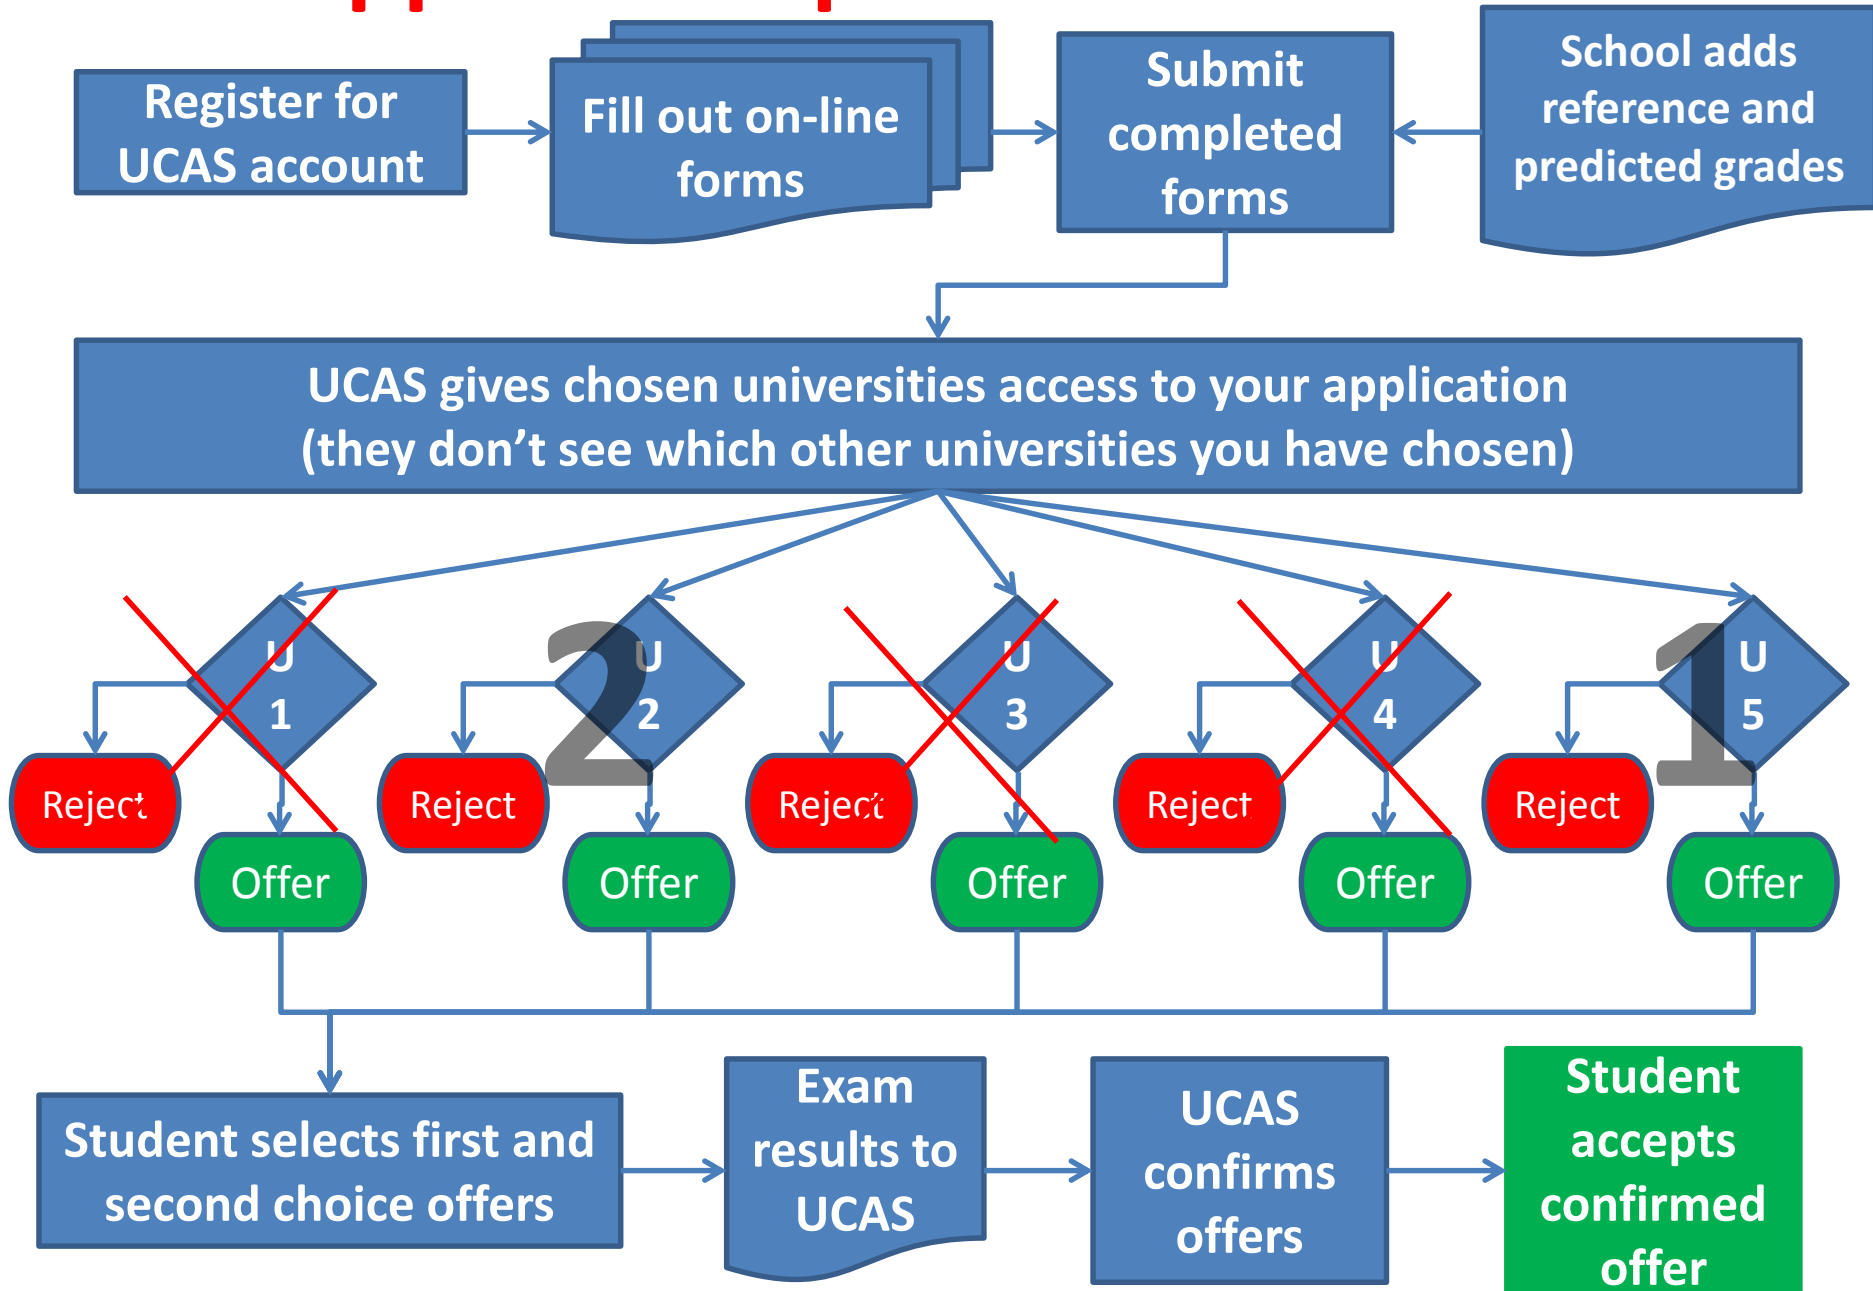 Register for
UCAS account
Fill out on-line
forms
Submit
completed
forms
School adds
reference and
predicted grades
UCAS gives chosen universities access to your application
(they don’t see which other universities you have chosen)
U
1
U
2
U
3
U
4
U
5
2
1
Reject
Reject
Reject
Reject
Reject
Offer
Offer
Offer
Offer
Offer
Student selects first and
second choice offers
Exam
results to
UCAS
UCAS
confirms
offers
Student
accepts
confirmed
offer